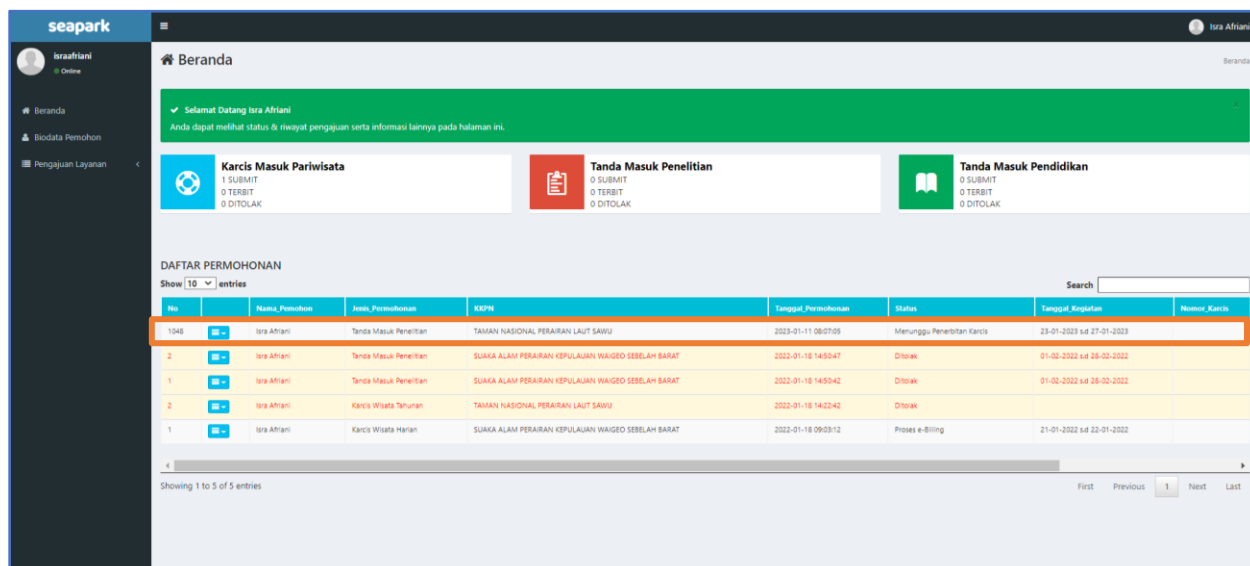 seapark
Isra Afriani
israafriani
Online
Beranda
Beranda
Beranda
Biodata Pemohon
Pengajuan Layanan
Selamat Datang Isra Afriani
Anda dapat melihat status & riwayat pengajuan serta informasi lainnya pada halaman ini.
×
Karcis Masuk Pariwisata
1 SUBMIT
0 TERBIT
0 DITOLAK
Tanda Masuk Penelitian
0 SUBMIT
0 TERBIT
0 DITOLAK
Tanda Masuk Pendidikan
0 SUBMIT
0 TERBIT
0 DITOLAK
DAFTAR PERMOHONAN
Show 10 entries
Search
No Nama_Pemohon Jenis_Permohonan KKPN Tanggal_Permohonan Status Tanggal_Kegiatan Nomor_Karcis
1048 Isra Afriani Tanda Masuk Penelitian TAMAN NASIONAL PERAIRAN LAUT SAWU 2023-01-11 08:07:05 Menunggu Penerbitan Karcis 23-01-2023 s.d 27-01-2023
2 Isra Afriani Tanda Masuk Penelitian SUAKA ALAM PERAIRAN KEPULAUAN WAIGEO SEBELAH BARAT 2022-01-18 14:50:47 Ditolak 01-02-2022 s.d 28-02-2022
1 Isra Afriani Tanda Masuk Penelitian SUAKA ALAM PERAIRAN KEPULAUAN WAIGEO SEBELAH BARAT 2022-01-18 14:50:42 Ditolak 01-02-2022 s.d 28-02-2022
2 Isra Afriani Karcis Wisata Tahunan TAMAN NASIONAL PERAIRAN LAUT SAWU 2022-01-18 14:22:42 Ditolak
1 Isra Afriani Karcis Wisata Harian SUAKA ALAM PERAIRAN KEPULAUAN WAIGEO SEBELAH BARAT 2022-01-18 09:03:12 Proses e-Billing 21-01-2022 s.d 22-01-2022
Showing 1 to 5 of 5 entries
First Previous 1 Next Last